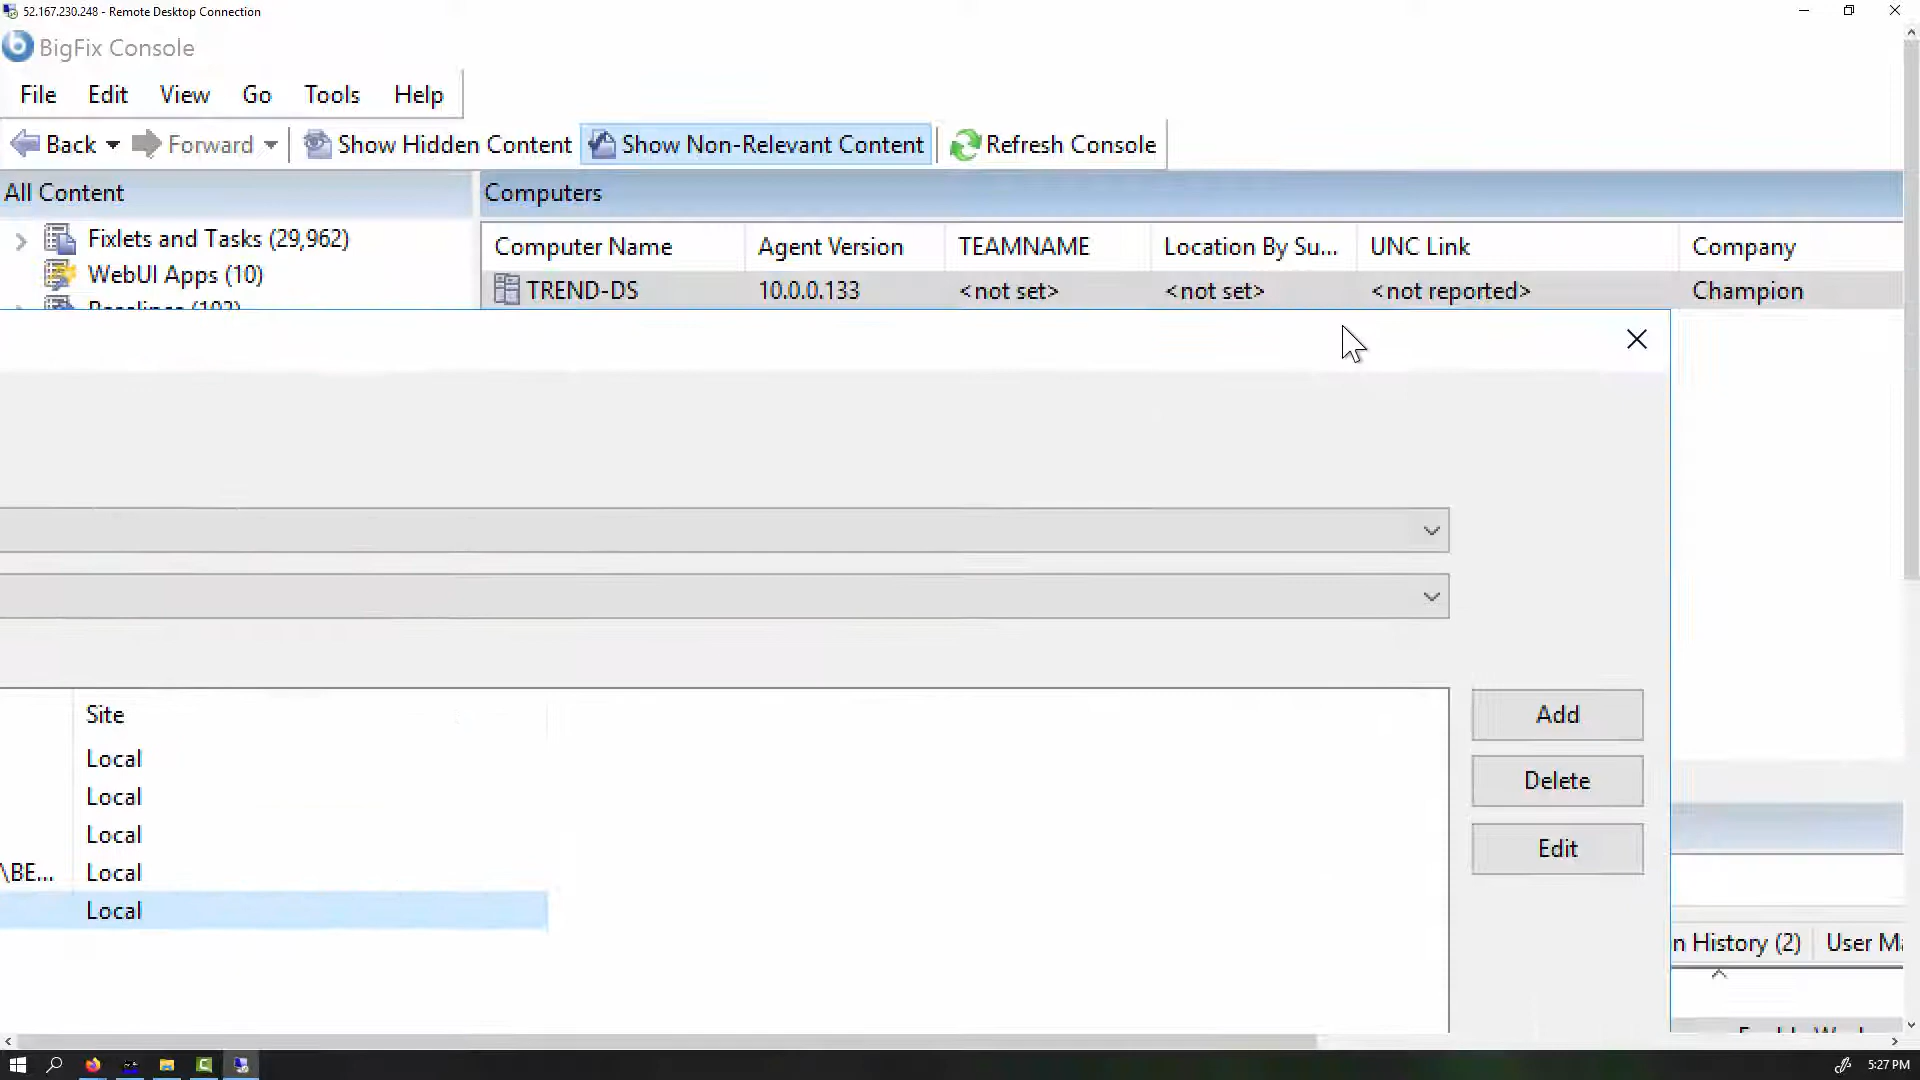 52.167.230.248 - Remote Desktop Connection
BigFix Console
File Edit View Go Tools Help
Back Forward Show Hidden Content Show Non-Relevant Content Refresh Console
All Content Computers
Fixlets and Tasks (29,962) Computer Name Agent Version TEAMNAME Location By Su... UNC Link Company
WebUI Apps (10)
TREND-DS 10.0.0.133 <not set> <not set> <not reported> Champion
Site
Add
Local
Delete
Local
Local
Edit
\BE... Local
Local
n History (2) User Ma
5:27 PM